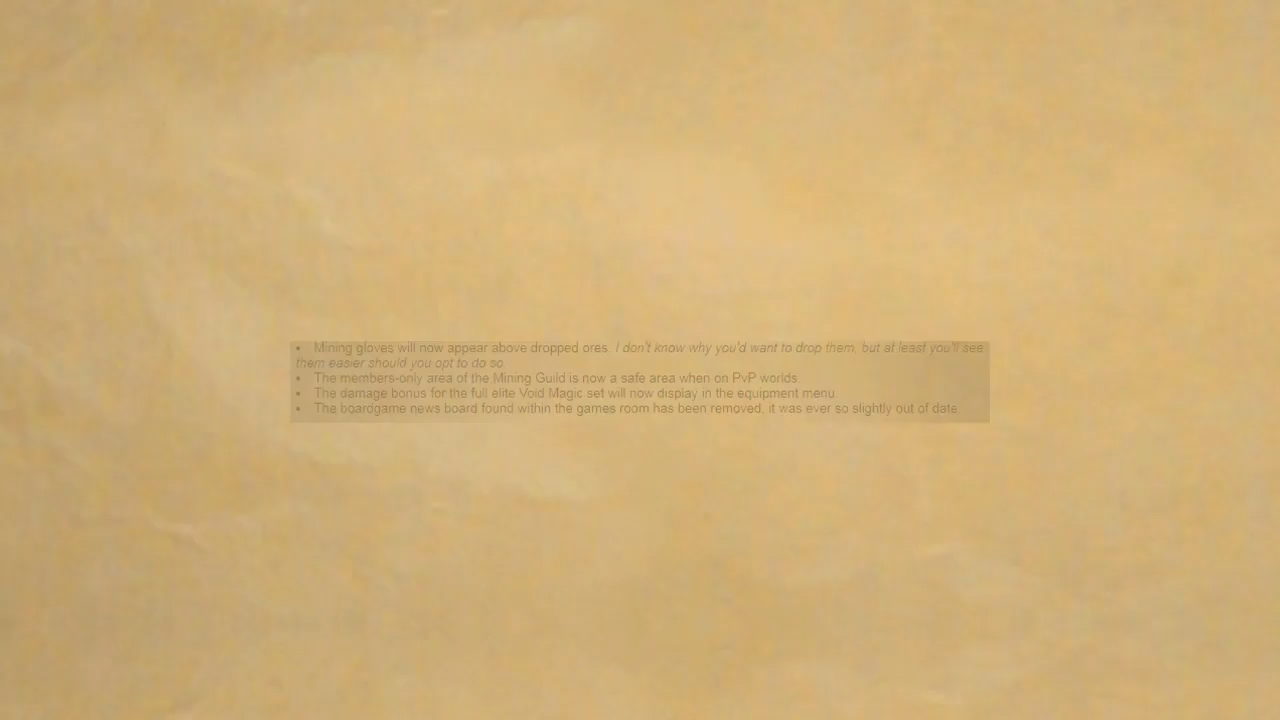 • Mining gloves will now appear above dropped ores. I don't know why you'd want to drop them, but at least you'll see
them easier should you opt to do so
• The members-only area of the Mining Guild is now a safe area when on PvP worlds
• The damage bonus for the full elite Void Magic set will now display in the equipment menu.
• The boardgame news board found within the games room has been removed, it was ever so slightly out of date.